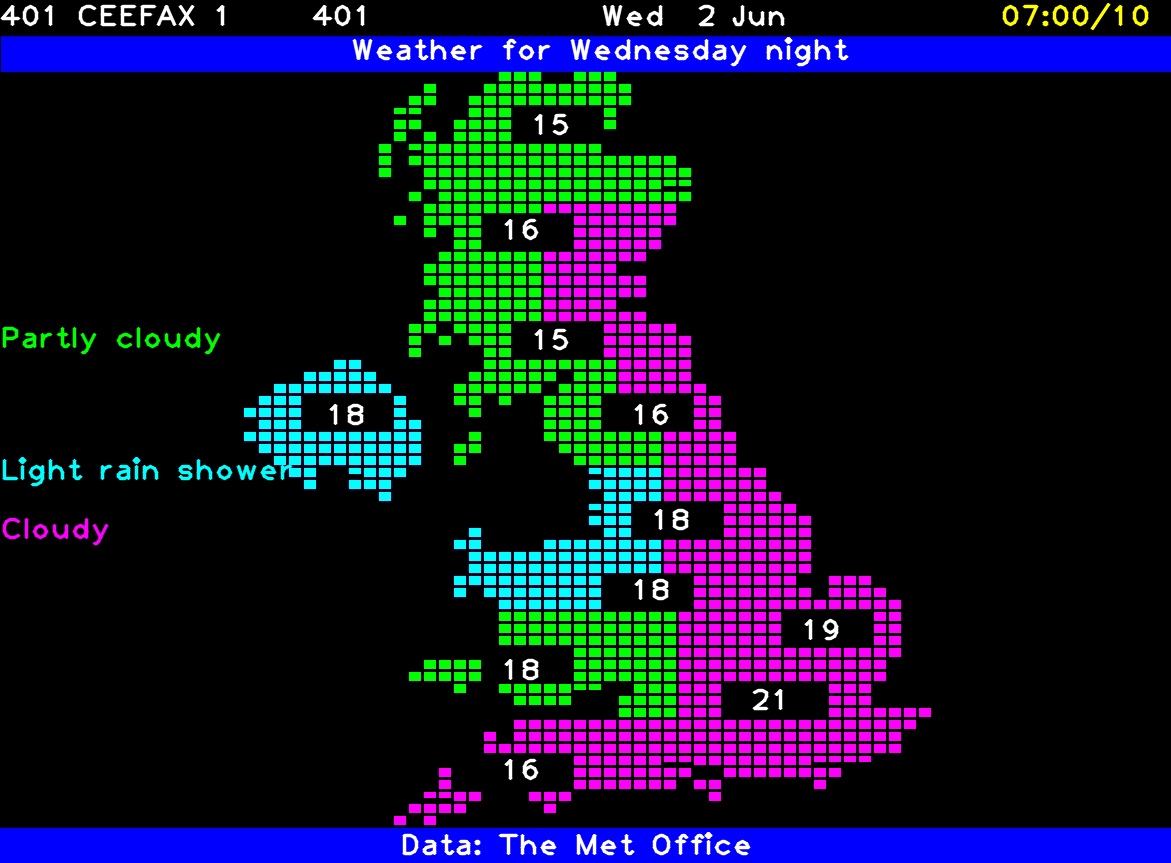 401 CEEFAX 1 401 Wed 2 Jun 07:00/10
Weather for Wednesday night
15
16
Partly cloudy
15
18
16
Light rain shower
18
Cloudy
18
19
18
21
16
Data: The Met Office